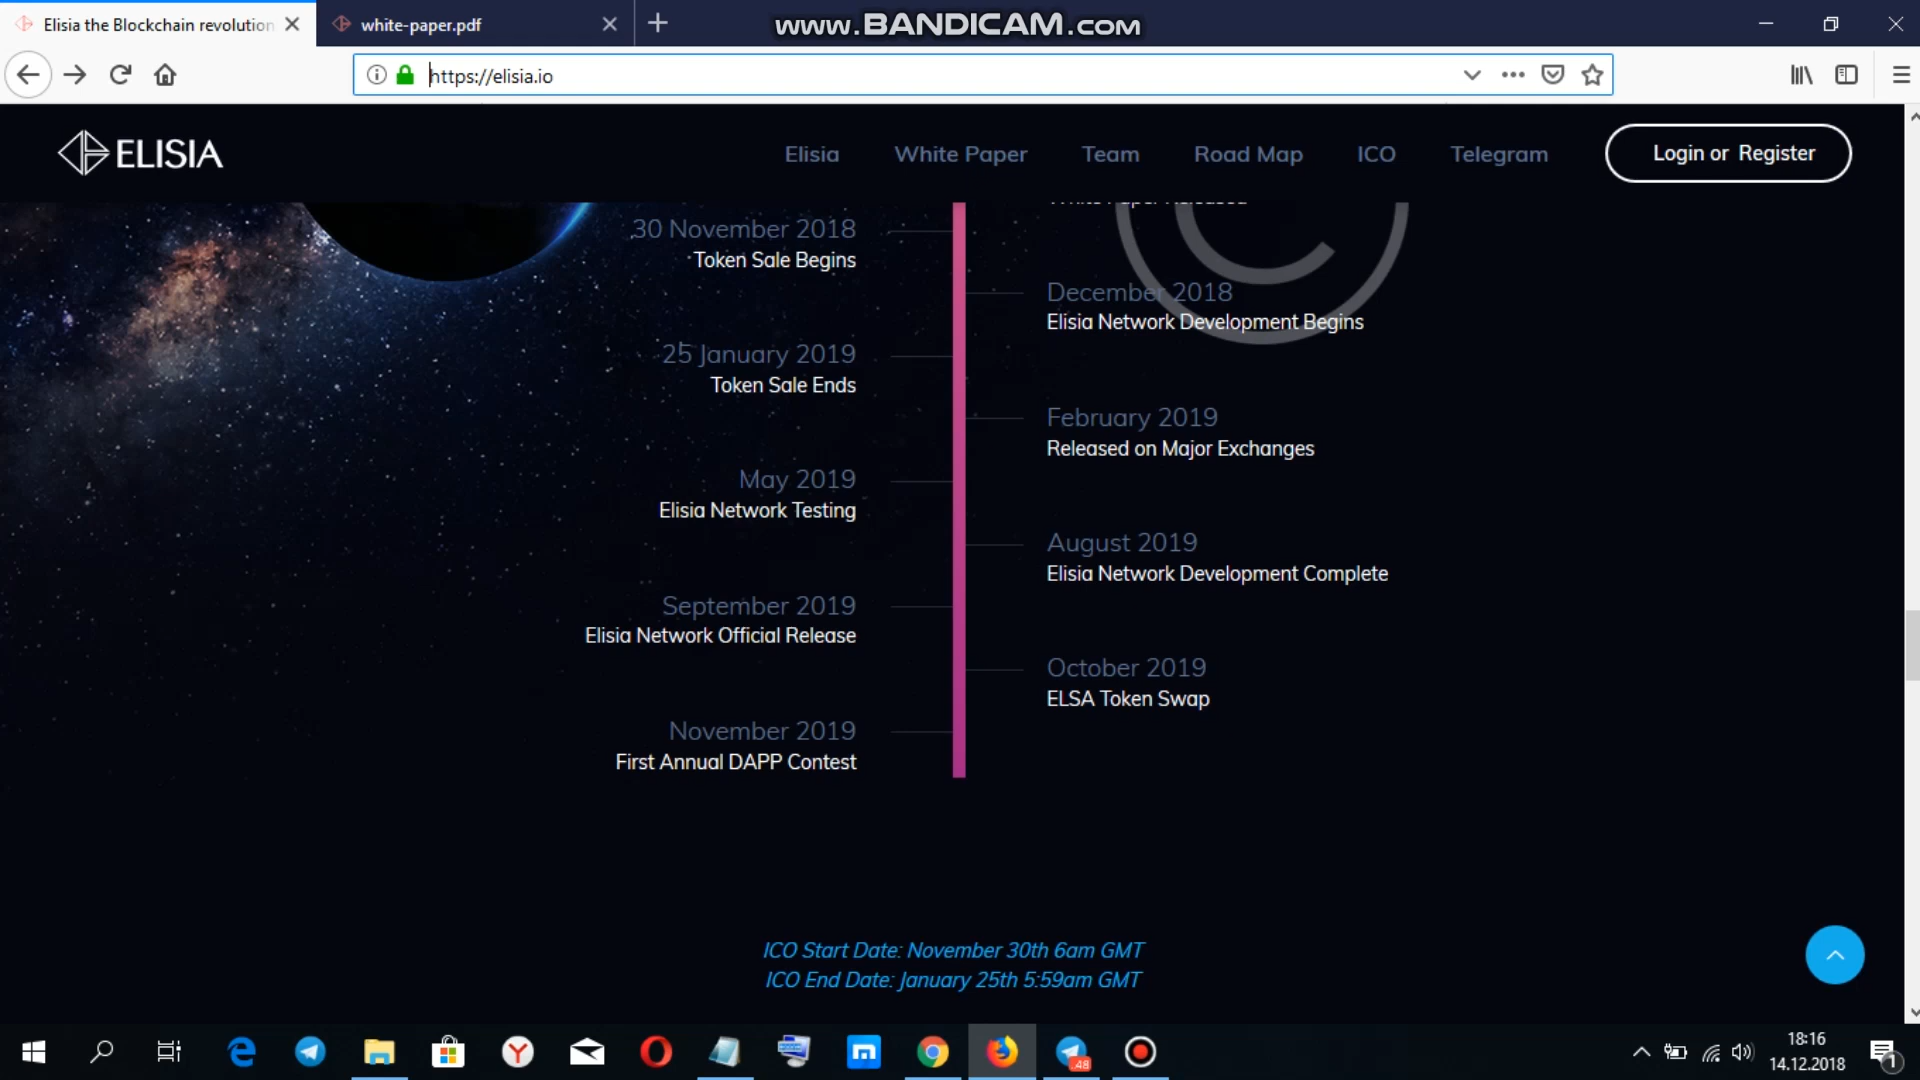 Elisia the Blockchain revolution
white-paper.pdf
www.BANDICAM.com
https://elisia.io
ELISIA
Elisia
White Paper
Team
Road Map
ICO
Telegram
Login or Register
White Paper Released
30 November 2018
Token Sale Begins
December 2018
Elisia Network Development Begins
25 January 2019
Token Sale Ends
February 2019
Released on Major Exchanges
May 2019
Elisia Network Testing
August 2019
Elisia Network Development Complete
September 2019
Elisia Network Official Release
October 2019
ELSA Token Swap
November 2019
First Annual DAPP Contest
ICO Start Date: November 30th 6am GMT
ICO End Date: January 25th 5:59am GMT
48
18:16
14.12.2018
1